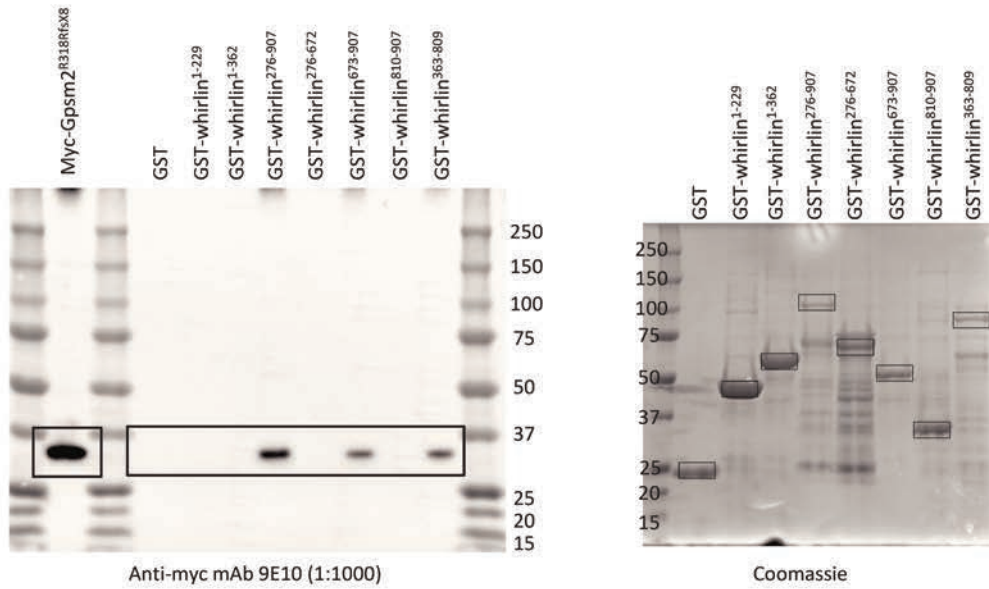 Myc-Gpsm2R318RfsX8
GST
GST-whirlin1-229
GST-whirlin1-362
GST-whirlin276-907
GST-whirlin276-672
GST-whirlin673-907
GST-whirlin810-907
GST-whirlin363-809
250
150
100
75
50
37
25
20
15
Anti-myc mAb 9E10 (1:1000)
GST
GST-whirlin1-229
GST-whirlin1-362
GST-whirlin276-907
GST-whirlin276-672
GST-whirlin673-907
GST-whirlin810-907
GST-whirlin363-809
250
150
100
75
50
37
25
20
15
Coomassie